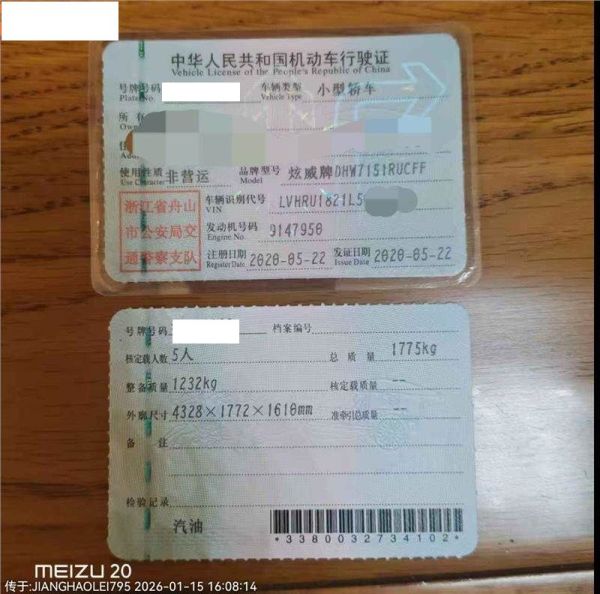 中华人民共和国机动车行驶证
Vehicle License of the People's Republic of China
号牌号码 车辆类型 小型轿车
Plate No. Vehicle Type
所有
Owne
住
Add
使用性质 非营运 品牌型号 炫威牌DHW7151RUCFF
Use Character Model
浙江省舟山
市公安局交
通警察支队
车辆识别代号 LVHRU1821L5
VIN
发动机号码 9147950
Engine No.
注册日期 2020-05-22 发证日期 2020-05-22
Register Date Issue Date
号牌号码 档案编号
核定载人数 5人 总质量 1775kg
整备质量 1232kg 核定载质量 --
外廓尺寸 4328×1772×1610mm 准牵引总质量 --
备注
检验记录
汽油
*3380032734102*
MEIZU 20
传于:JIANGHAOLEI795 2026-01-15 16:08:14